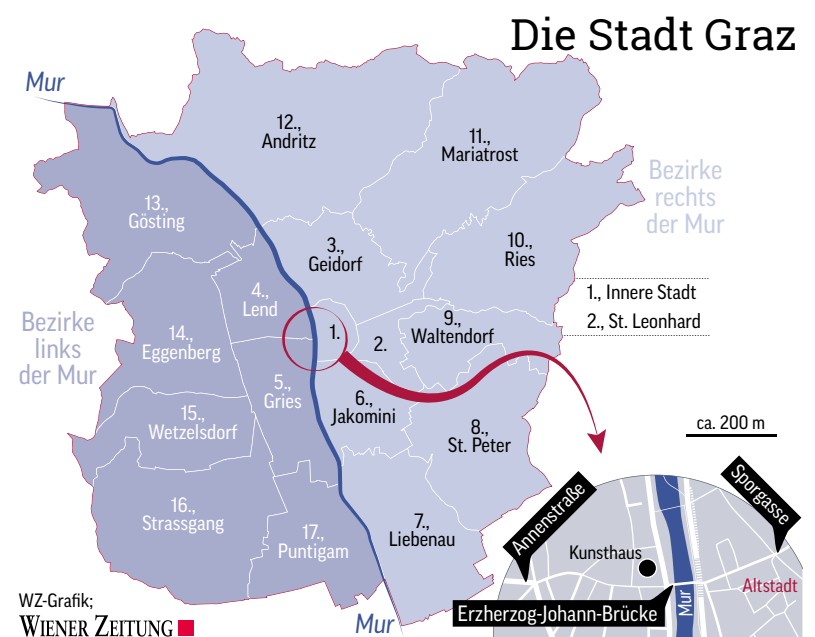 Die Stadt Graz
Mur
12.,
Andritz
11.,
Mariatrost
Bezirke
rechts
der Mur
13.,
Gösting
3.,
Geidorf
10.,
Ries
4.,
Lend
1., Innere Stadt
2., St. Leonhard
Bezirke
links
der Mur
14.,
Eggenberg
1.
2.
9.,
Waltendorf
5.,
Gries
6.,
Jakomini
15.,
Wetzelsdorf
8.,
St. Peter
ca. 200 m
16.,
Strassgang
17.,
Puntigam
7.,
Liebenau
Annenstraße
Sporgasse
Kunsthaus
Altstadt
Erzherzog-Johann-Brücke
Mur
Mur
WZ-Grafik;
WIENER ZEITUNG